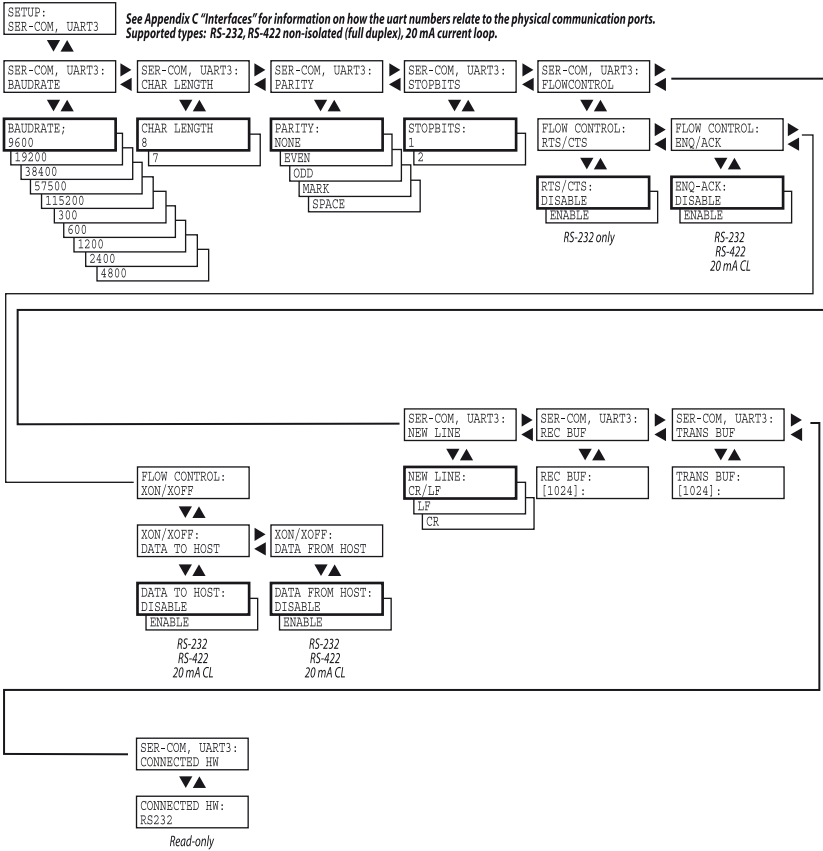 SETUP:
SER-COM, UART3
See Appendix C “Interfaces” for information on how the uart numbers relate to the physical communication ports.
Supported types: RS-232, RS-422 non-isolated (full duplex), 20 mA current loop.
SER-COM, UART3:
BAUDRATE
SER-COM, UART3:
CHAR LENGTH
SER-COM, UART3:
PARITY
SER-COM, UART3:
STOPBITS
SER-COM, UART3:
FLOWCONTROL
BAUDRATE;
9600
19200
38400
57500
115200
300
600
1200
2400
4800
CHAR LENGTH
8
7
PARITY:
NONE
EVEN
ODD
MARK
SPACE
STOPBITS:
1
2
FLOW CONTROL:
RTS/CTS
FLOW CONTROL:
ENQ/ACK
RTS/CTS:
DISABLE
ENABLE
RS-232 only
ENQ-ACK:
DISABLE
ENABLE
RS-232
RS-422
20 mA CL
SER-COM, UART3:
NEW LINE
SER-COM, UART3:
REC BUF
SER-COM, UART3:
TRANS BUF
NEW LINE:
CR/LF
LF
CR
REC BUF:
[1024]:
TRANS BUF:
[1024]:
FLOW CONTROL:
XON/XOFF
XON/XOFF:
DATA TO HOST
XON/XOFF:
DATA FROM HOST
DATA TO HOST:
DISABLE
ENABLE
RS-232
RS-422
20 mA CL
DATA FROM HOST:
DISABLE
ENABLE
RS-232
RS-422
20 mA CL
SER-COM, UART3:
CONNECTED HW
CONNECTED HW:
RS232
Read-only